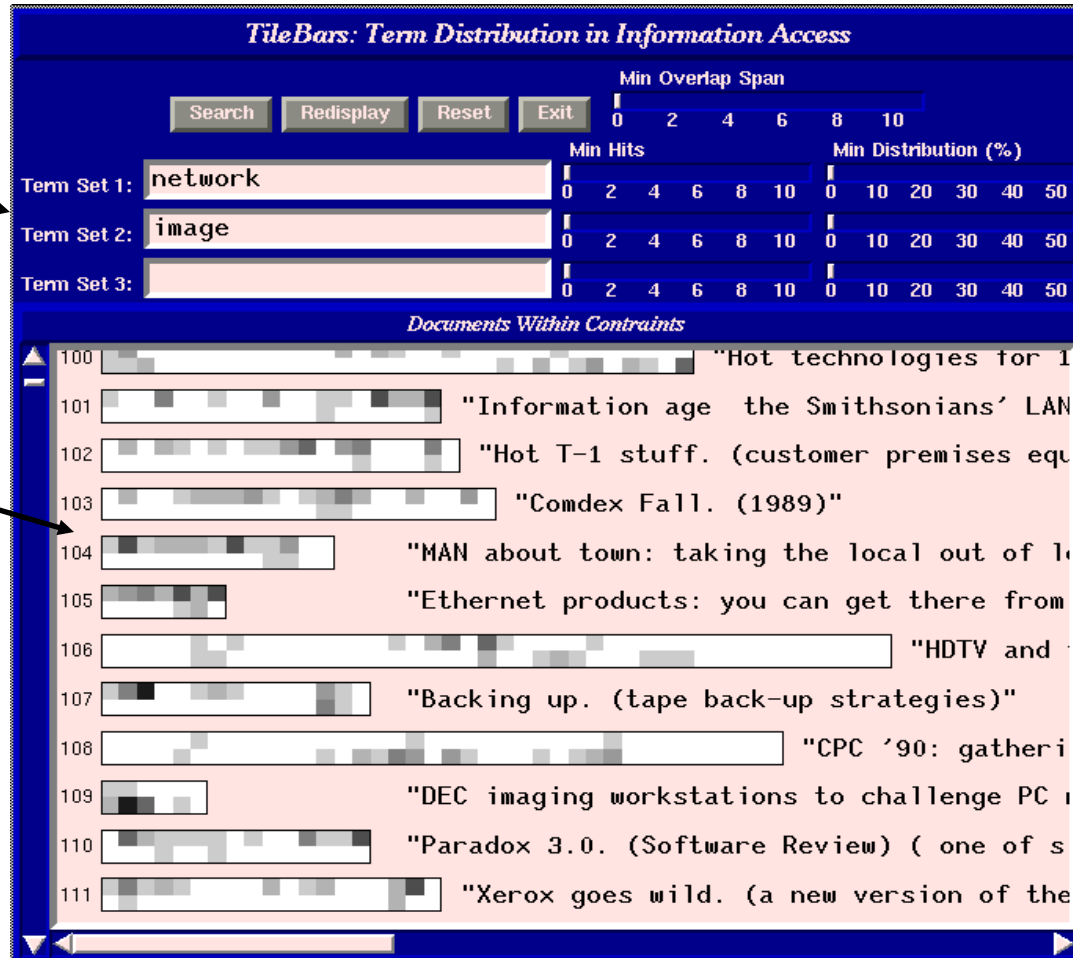 TileBars: Term Distribution in Information Access
Min Overlap Span
Search Redisplay Reset Exit
0 2 4 6 8 10
Min Hits Min Distribution (%)
Term Set 1: network
0 2 4 6 8 10 0 10 20 30 40 50
Term Set 2: image
0 2 4 6 8 10 0 10 20 30 40 50
Term Set 3:
0 2 4 6 8 10 0 10 20 30 40 50
Documents Within Contraints
100 "Hot technologies for 1
101 "Information age the Smithsonians' LAN
102 "Hot T-1 stuff. (customer premises equ
103 "Comdex Fall. (1989)"
104 "MAN about town: taking the local out of l
105 "Ethernet products: you can get there from
106 "HDTV and
107 "Backing up. (tape back-up strategies)"
108 "CPC '90: gatheri
109 "DEC imaging workstations to challenge PC
110 "Paradox 3.0. (Software Review) ( one of s
111 "Xerox goes wild. (a new version of the